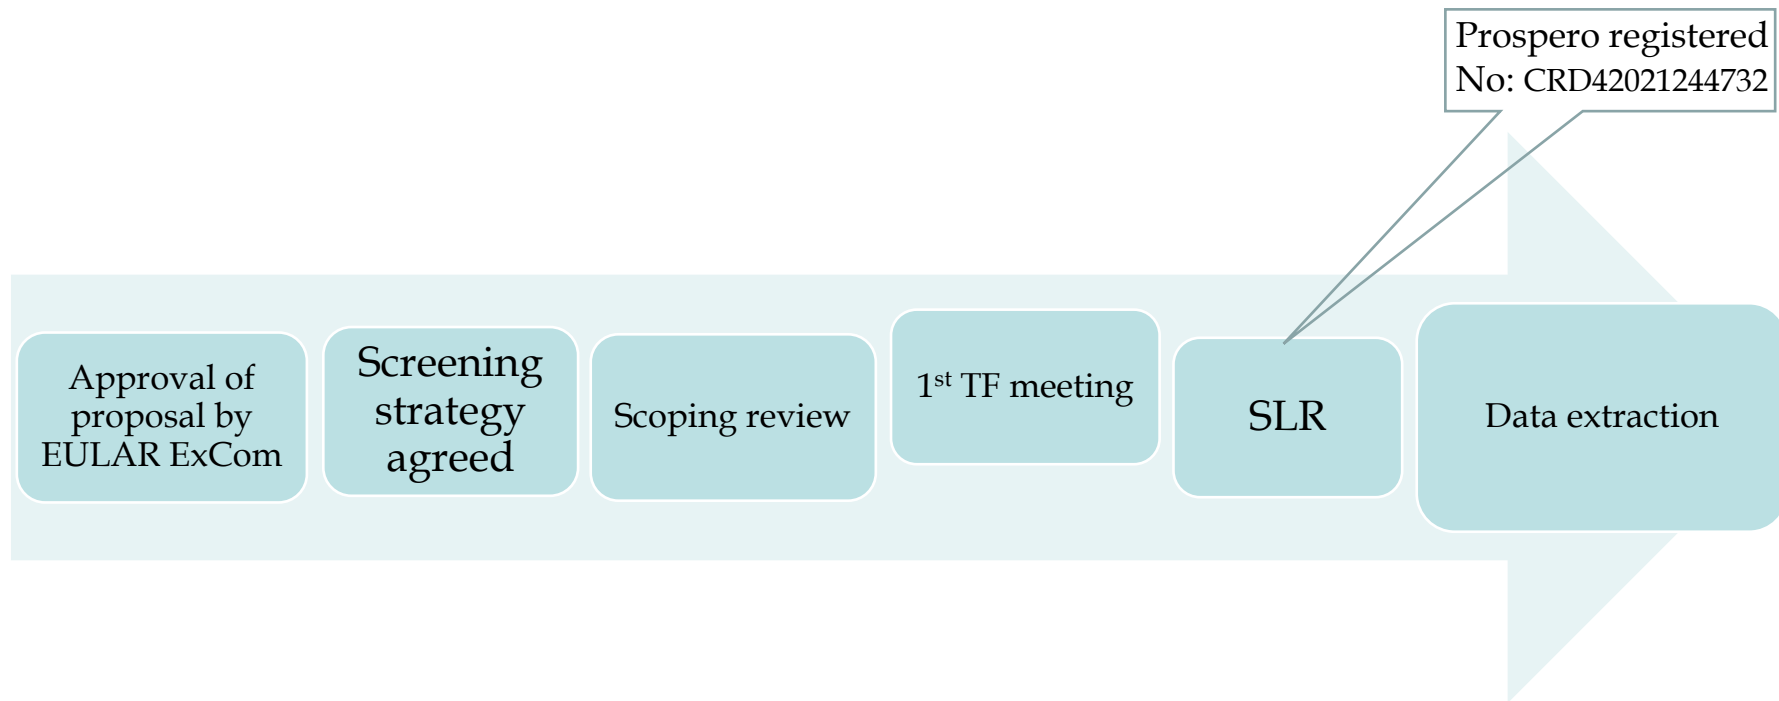 Prospero registered
No: CRD42021244732
Approval of
proposal by
EULAR ExCom
Screening
strategy
agreed
Scoping review
1st TF meeting
SLR
Data extraction